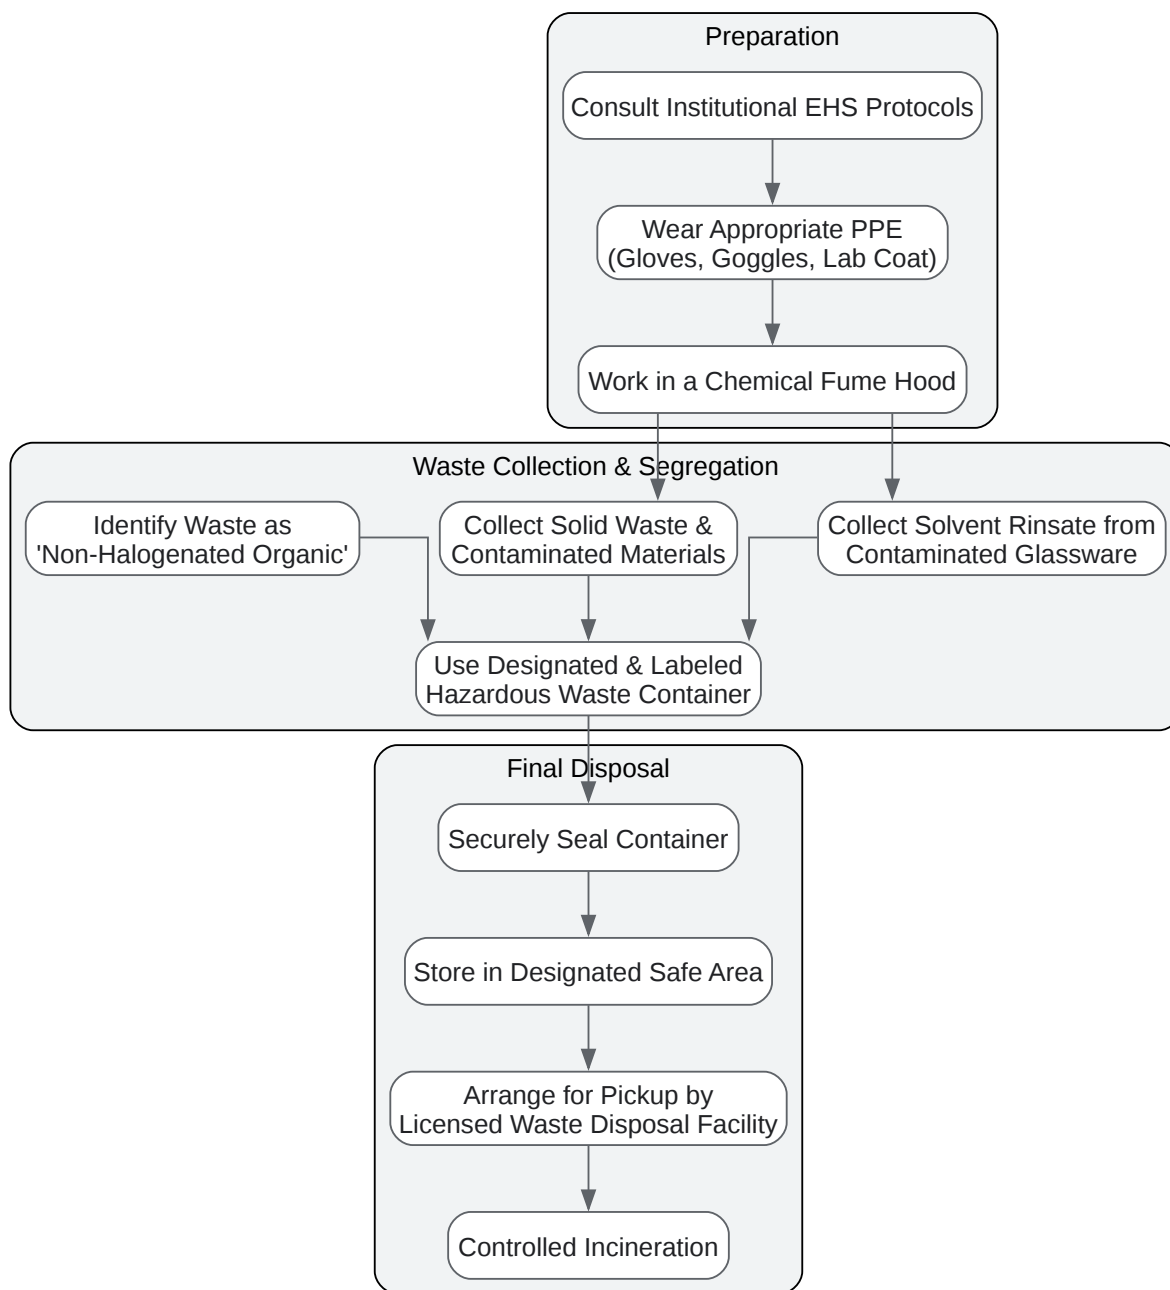 Preparation
Consult Institutional EHS Protocols
Wear Appropriate PPE
(Gloves, Goggles, Lab Coat)
Work in a Chemical Fume Hood
Waste Collection & Segregation
Identify Waste as
'Non-Halogenated Organic'
Collect Solid Waste &
Contaminated Materials
Collect Solvent Rinsate from
Contaminated Glassware
Use Designated & Labeled
Hazardous Waste Container
Final Disposal
Securely Seal Container
Store in Designated Safe Area
Arrange for Pickup by
Licensed Waste Disposal Facility
Controlled Incineration